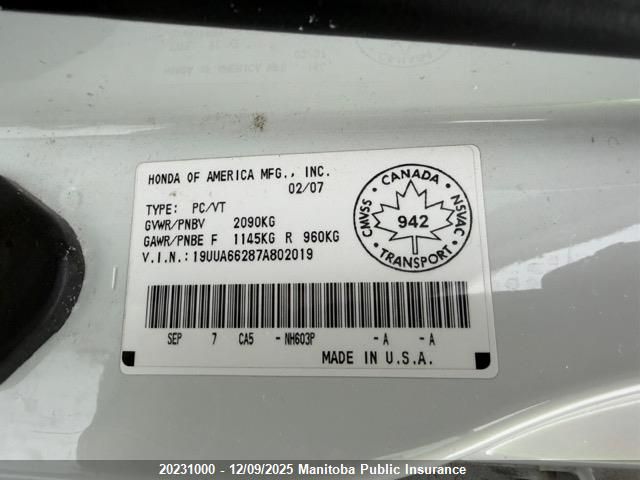 HONDA OF AMERICA MFG., INC.
02/07
TYPE: PC/VT
GVWR/PNBV 2090KG
GAWR/PNBE F 1145KG R 960KG
V.I.N.: 19UUA66287A802019
CANADA
CMVSS
942
NSVAC
TRANSPORT
SEP 7 CA5 - NH603P - A - A
MADE IN U.S.A.
20231000 - 12/09/2025 Manitoba Public Insurance